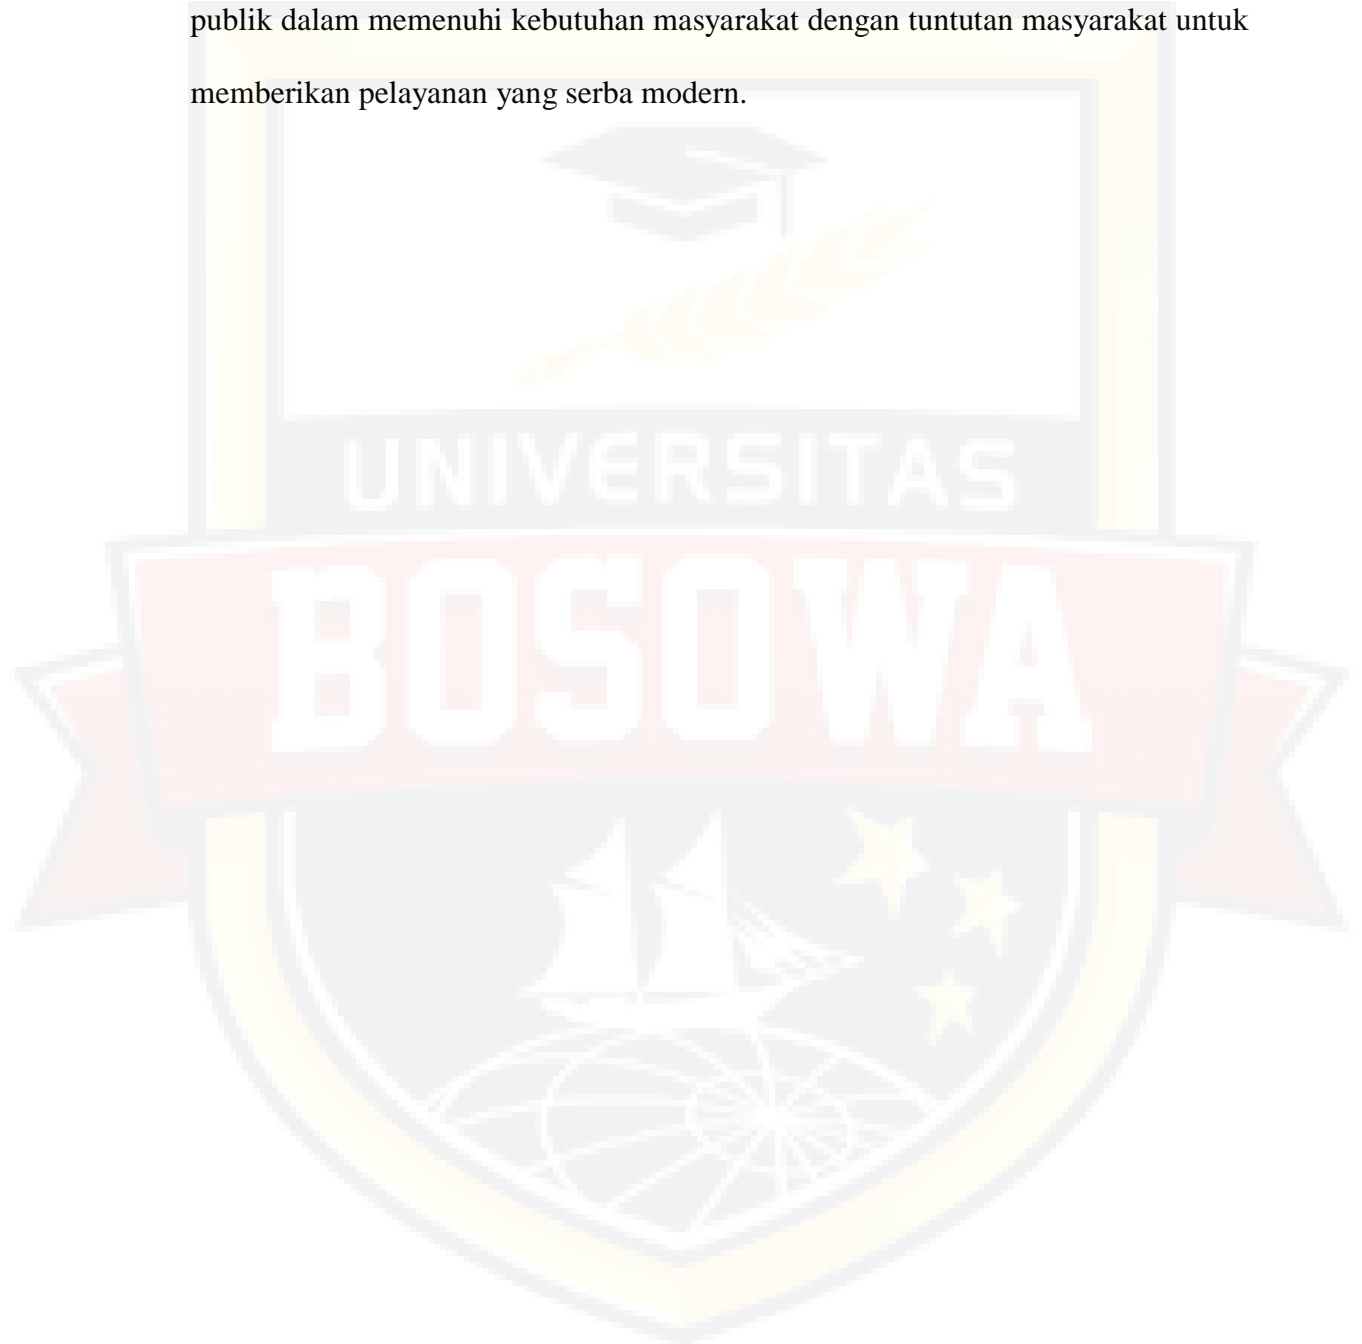 publik dalam memenuhi kebutuhan masyarakat dengan tuntutan masyarakat untuk
memberikan pelayanan yang serba modern.
UNIVERSITAS
BOSOWA